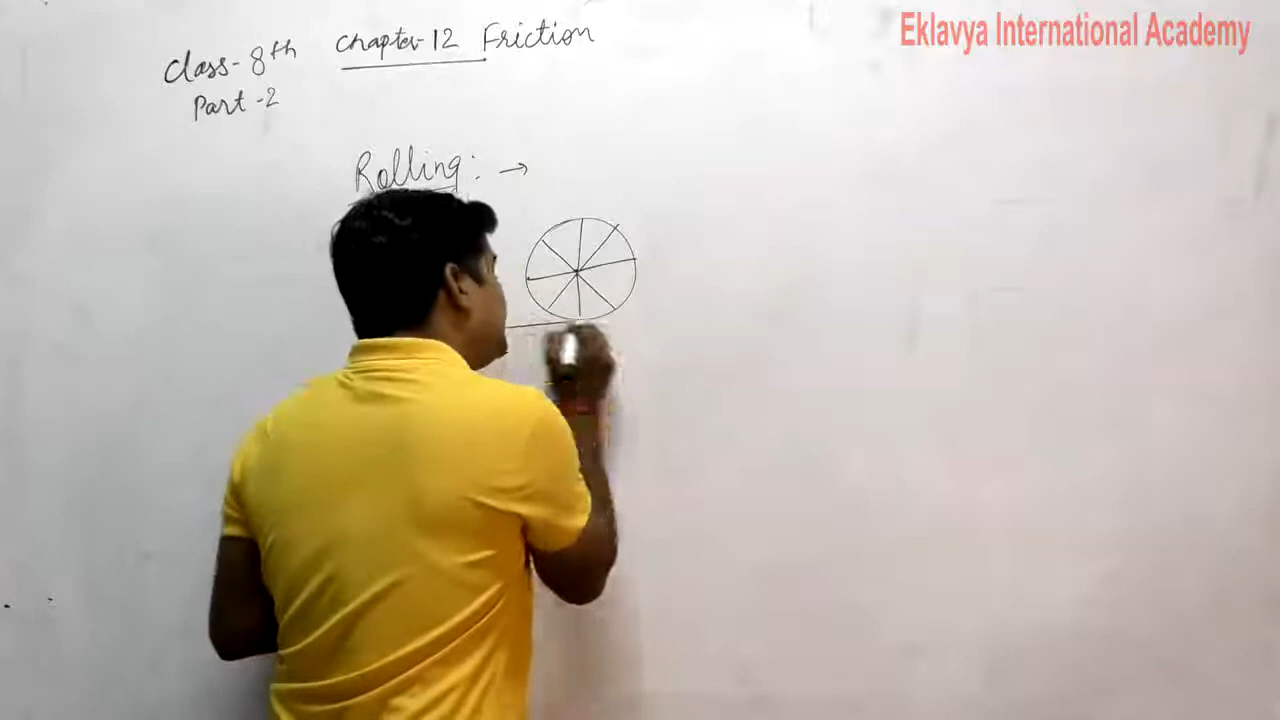 Eklavya International Academy
Class-8th Chapter-12 Friction
Part-2
Rolling: →